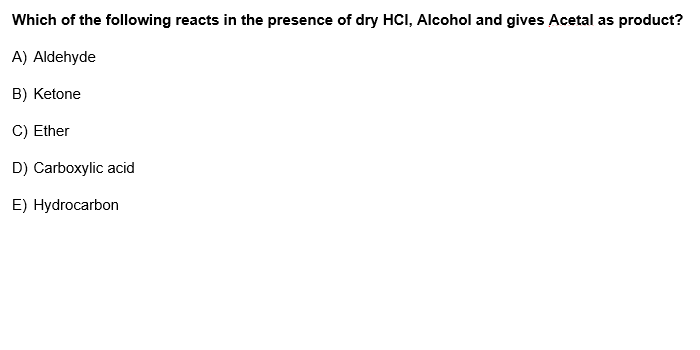 Which of the following reacts in the presence of dry HCl, Alcohol and gives Acetal as product?
A) Aldehyde
B) Ketone
C) Ether
D) Carboxylic acid
E) Hydrocarbon